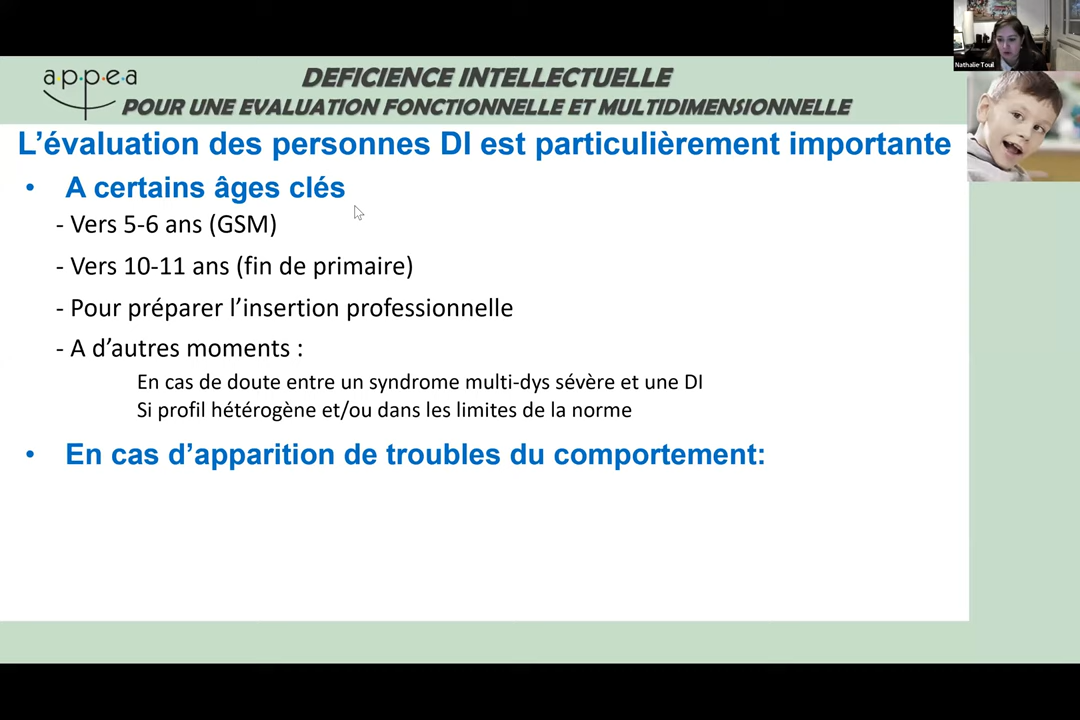 Nathalie Touil
a·p·p·e·a
DEFICIENCE INTELLECTUELLE
POUR UNE EVALUATION FONCTIONNELLE ET MULTIDIMENSIONNELLE
L’évaluation des personnes DI est particulièrement importante
• A certains âges clés
- Vers 5-6 ans (GSM)
- Vers 10-11 ans (fin de primaire)
- Pour préparer l’insertion professionnelle
- A d’autres moments :
En cas de doute entre un syndrome multi-dys sévère et une DI
Si profil hétérogène et/ou dans les limites de la norme
• En cas d’apparition de troubles du comportement: